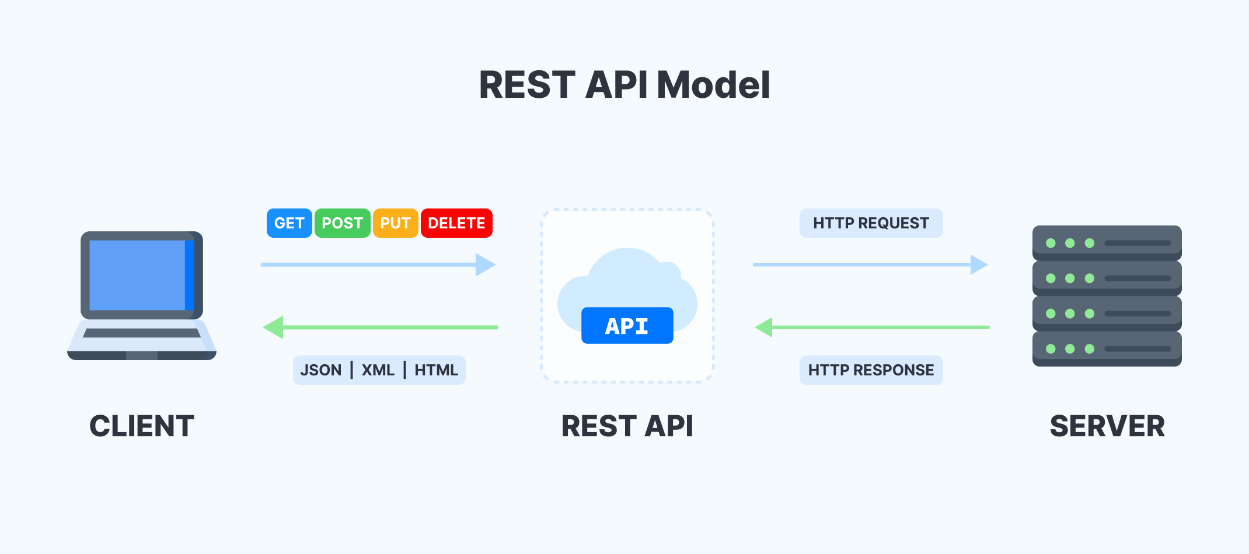 REST API Model
GET POST PUT DELETE
HTTP REQUEST
API
JSON | XML | HTML
HTTP RESPONSE
CLIENT
REST API
SERVER